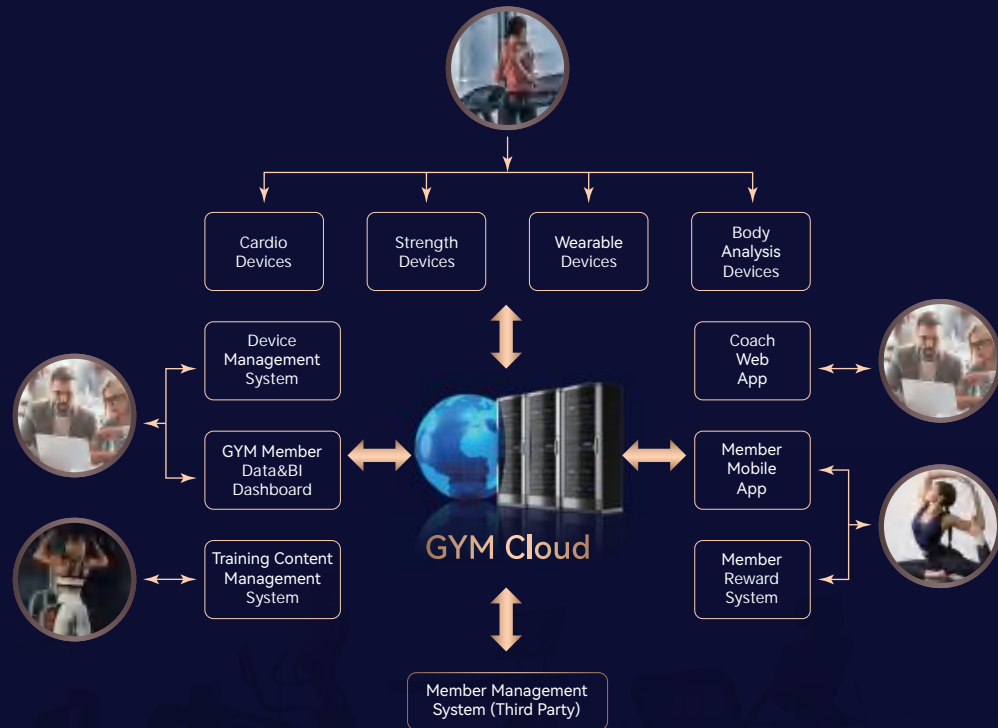 Cardio
Devices
Strength
Devices
Wearable
Devices
Body
Analysis
Devices
Device
Management
System
Coach
Web
App
GYM Member
Data&BI
Dashboard
Member
Mobile
App
GYM Cloud
Training Content
Management
System
Member
Reward
System
Member Management
System (Third Party)